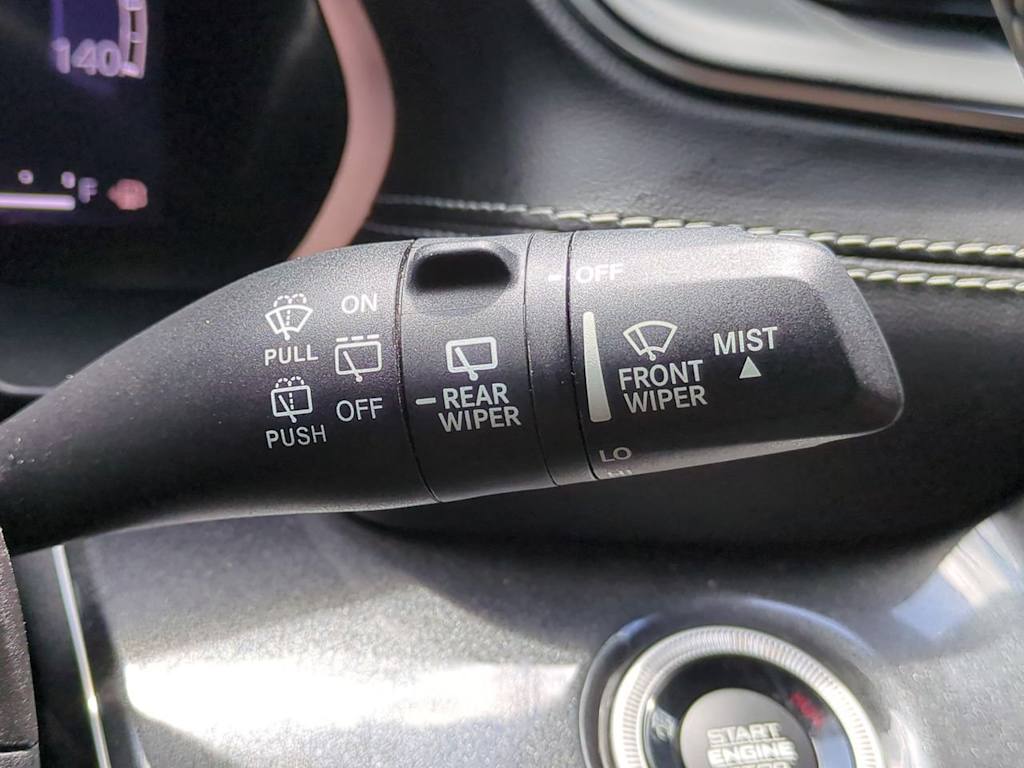 140
F
PULL
PUSH
ON
OFF
REAR
WIPER
OFF
FRONT
WIPER
MIST
LO
START
ENGINE